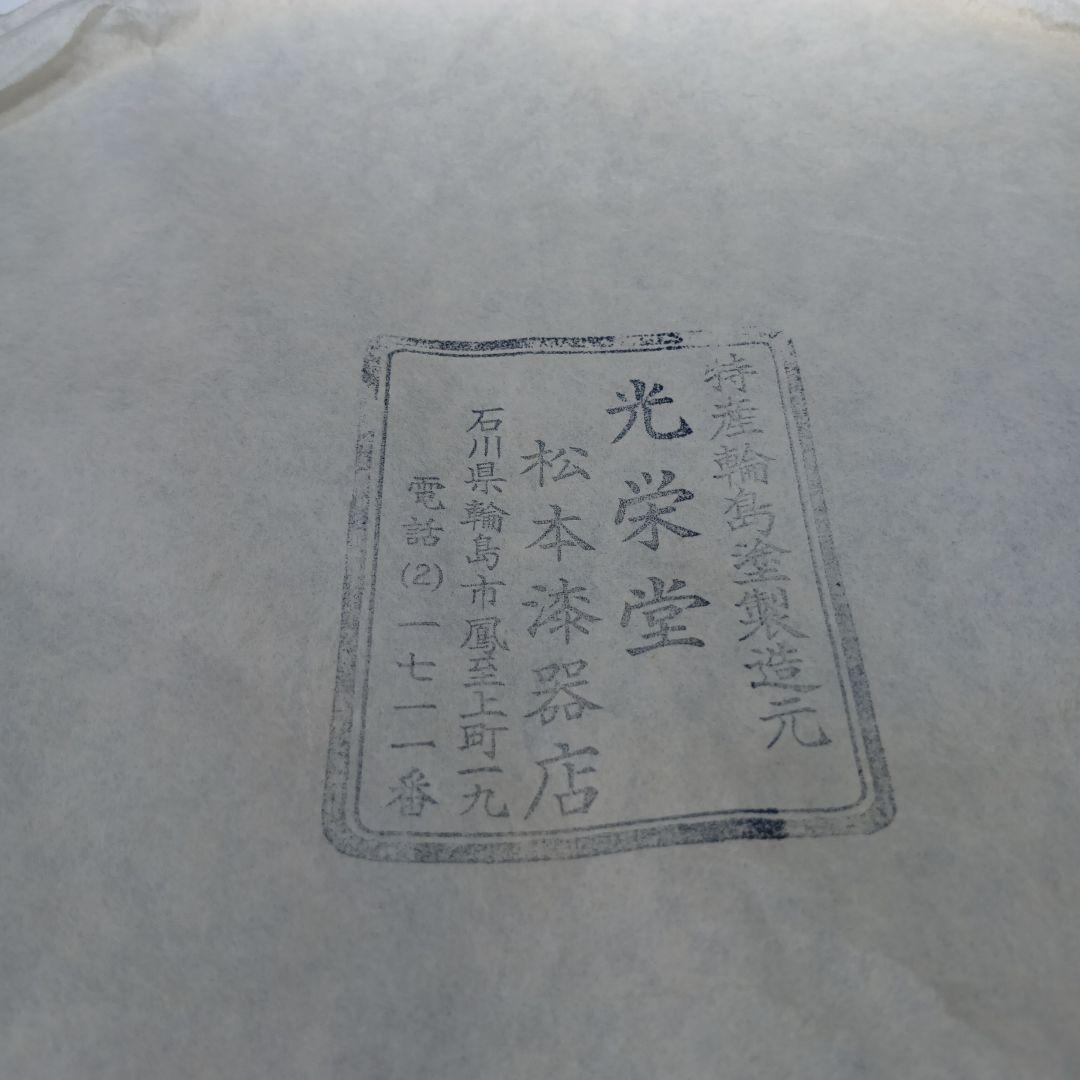 特産輪島塗製造元
光栄堂
松本漆器店
石川県輪島市鳳至上町一九
電話(2)一七一一番